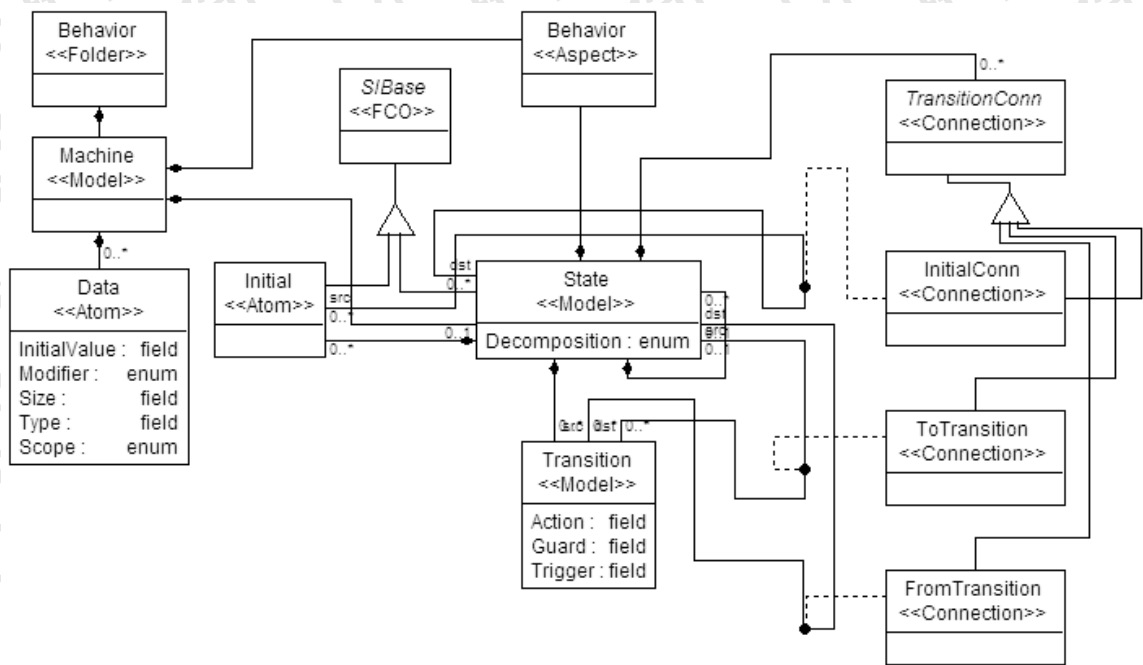 Behavior
<<Folder>>
Behavior
<<Aspect>>
SIBase
<<FCO>>
0..*
TransitionConn
<<Connection>>
Machine
<<Model>>
0..*
Data
<<Atom>>
InitialValue : field
Modifier : enum
Size : field
Type : field
Scope : enum
Initial
<<Atom>>
src
0..*
0..*
dst
0..*
0..1
State
<<Model>>
Decomposition : enum
0..*
dst
src
0..1
InitialConn
<<Connection>>
0..*
Transition
<<Model>>
Action : field
Guard : field
Trigger : field
ToTransition
<<Connection>>
FromTransition
<<Connection>>